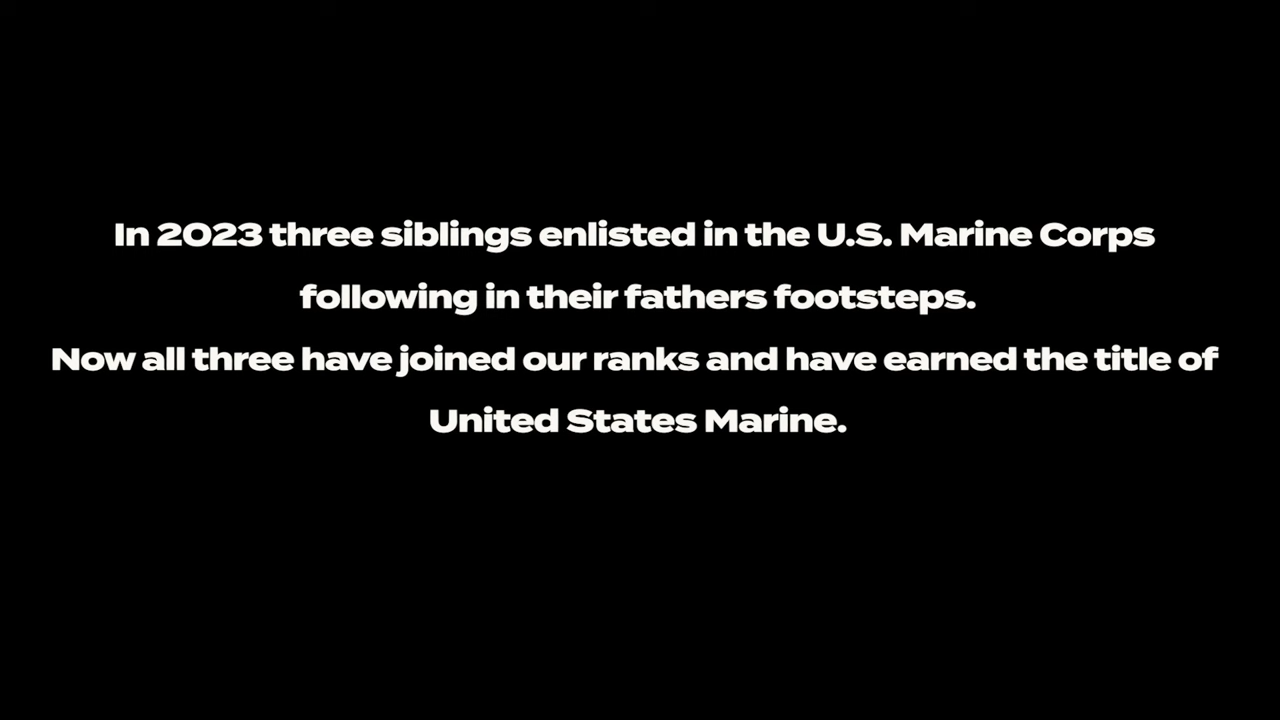 In 2023 three siblings enlisted in the U.S. Marine Corps
following in their fathers footsteps.
Now all three have joined our ranks and have earned the title of
United States Marine.